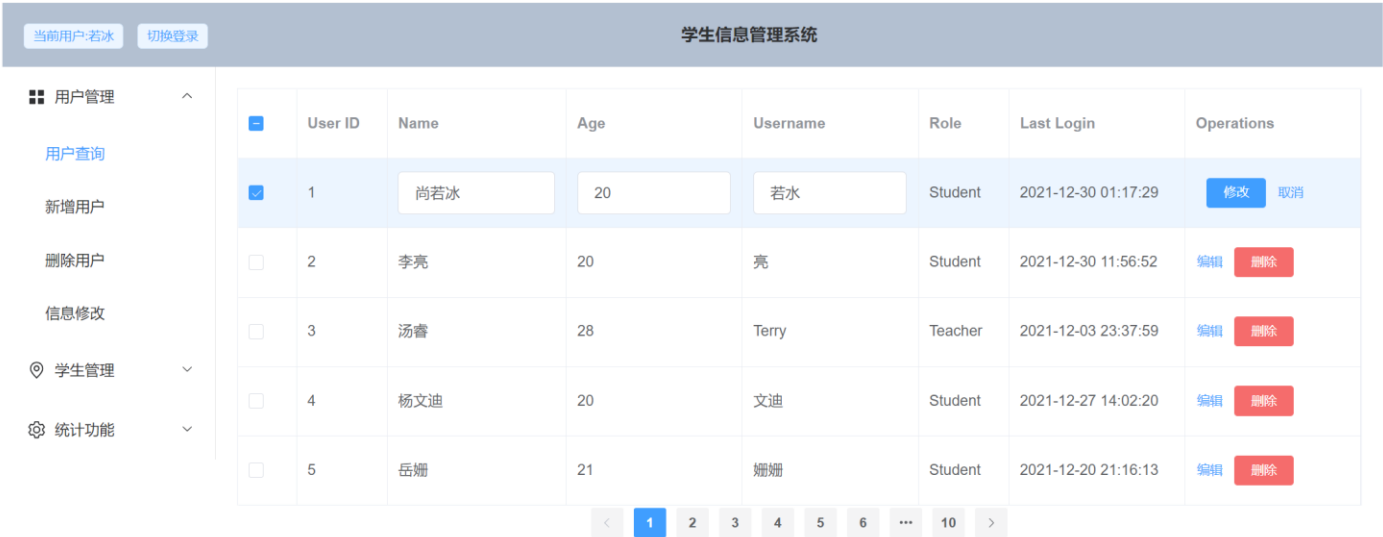 当前用户:若冰 切换登录 学生信息管理系统
用户管理
用户查询
新增用户
删除用户
信息修改
学生管理
统计功能
User ID Name Age Username Role Last Login Operations
1 尚若冰 20 若水 Student 2021-12-30 01:17:29 修改 取消
2 李亮 20 亮 Student 2021-12-30 11:56:52 编辑 删除
3 汤睿 28 Terry Teacher 2021-12-03 23:37:59 编辑 删除
4 杨文迪 20 文迪 Student 2021-12-27 14:02:20 编辑 删除
5 岳姗 21 姗姗 Student 2021-12-20 21:16:13 编辑 删除
1 2 3 4 5 6 ••• 10